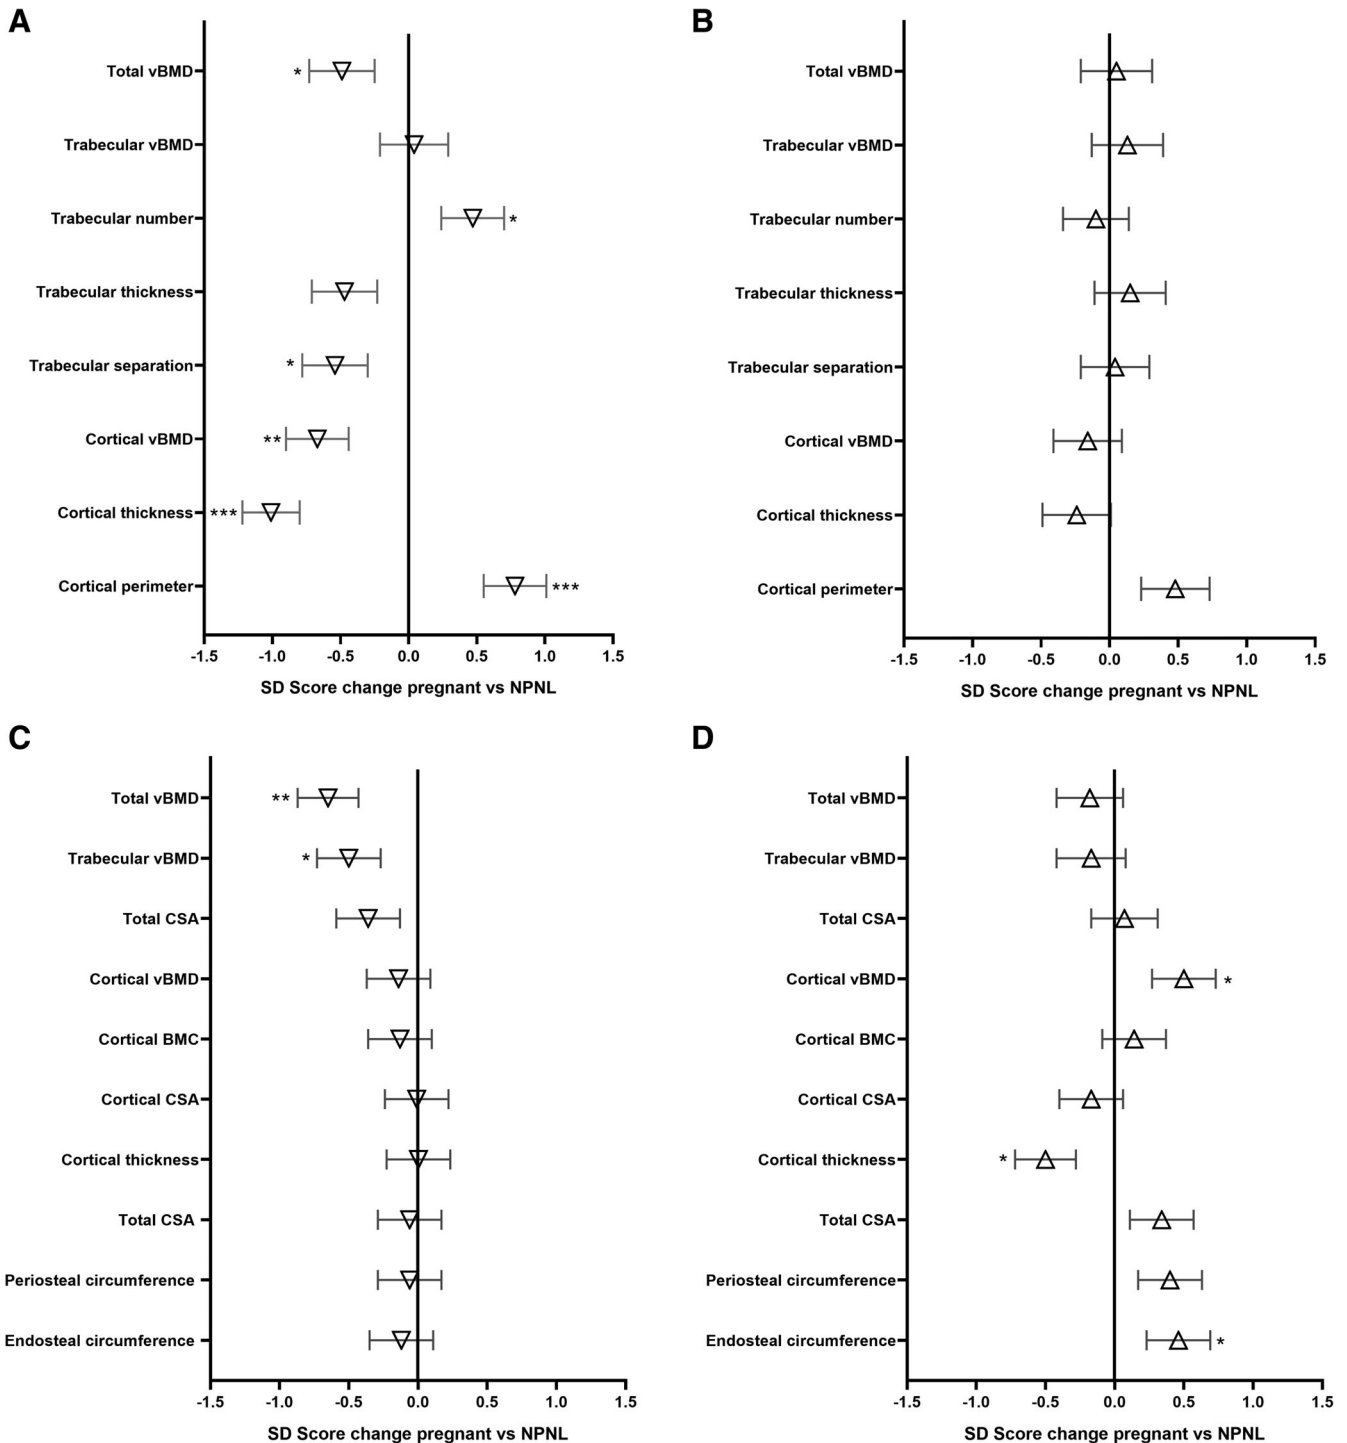 A
Total vBMD
*
Trabecular vBMD
Trabecular number
*
Trabecular thickness
Trabecular separation
*
Cortical vBMD
**
Cortical thickness
***
Cortical perimeter
***
-1.5 -1.0 -0.5 0.0 0.5 1.0 1.5
SD Score change pregnant vs NPNL
B
Total vBMD
Trabecular vBMD
Trabecular number
Trabecular thickness
Trabecular separation
Cortical vBMD
Cortical thickness
Cortical perimeter
-1.5 -1.0 -0.5 0.0 0.5 1.0 1.5
SD Score change pregnant vs NPNL
C
Total vBMD
**
Trabecular vBMD
*
Total CSA
Cortical vBMD
Cortical BMC
Cortical CSA
Cortical thickness
Total CSA
Periosteal circumference
Endosteal circumference
-1.5 -1.0 -0.5 0.0 0.5 1.0 1.5
SD Score change pregnant vs NPNL
D
Total vBMD
Trabecular vBMD
Total CSA
Cortical vBMD
*
Cortical BMC
Cortical CSA
Cortical thickness
*
Total CSA
Periosteal circumference
Endosteal circumference
*
-1.5 -1.0 -0.5 0.0 0.5 1.0 1.5
SD Score change pregnant vs NPNL